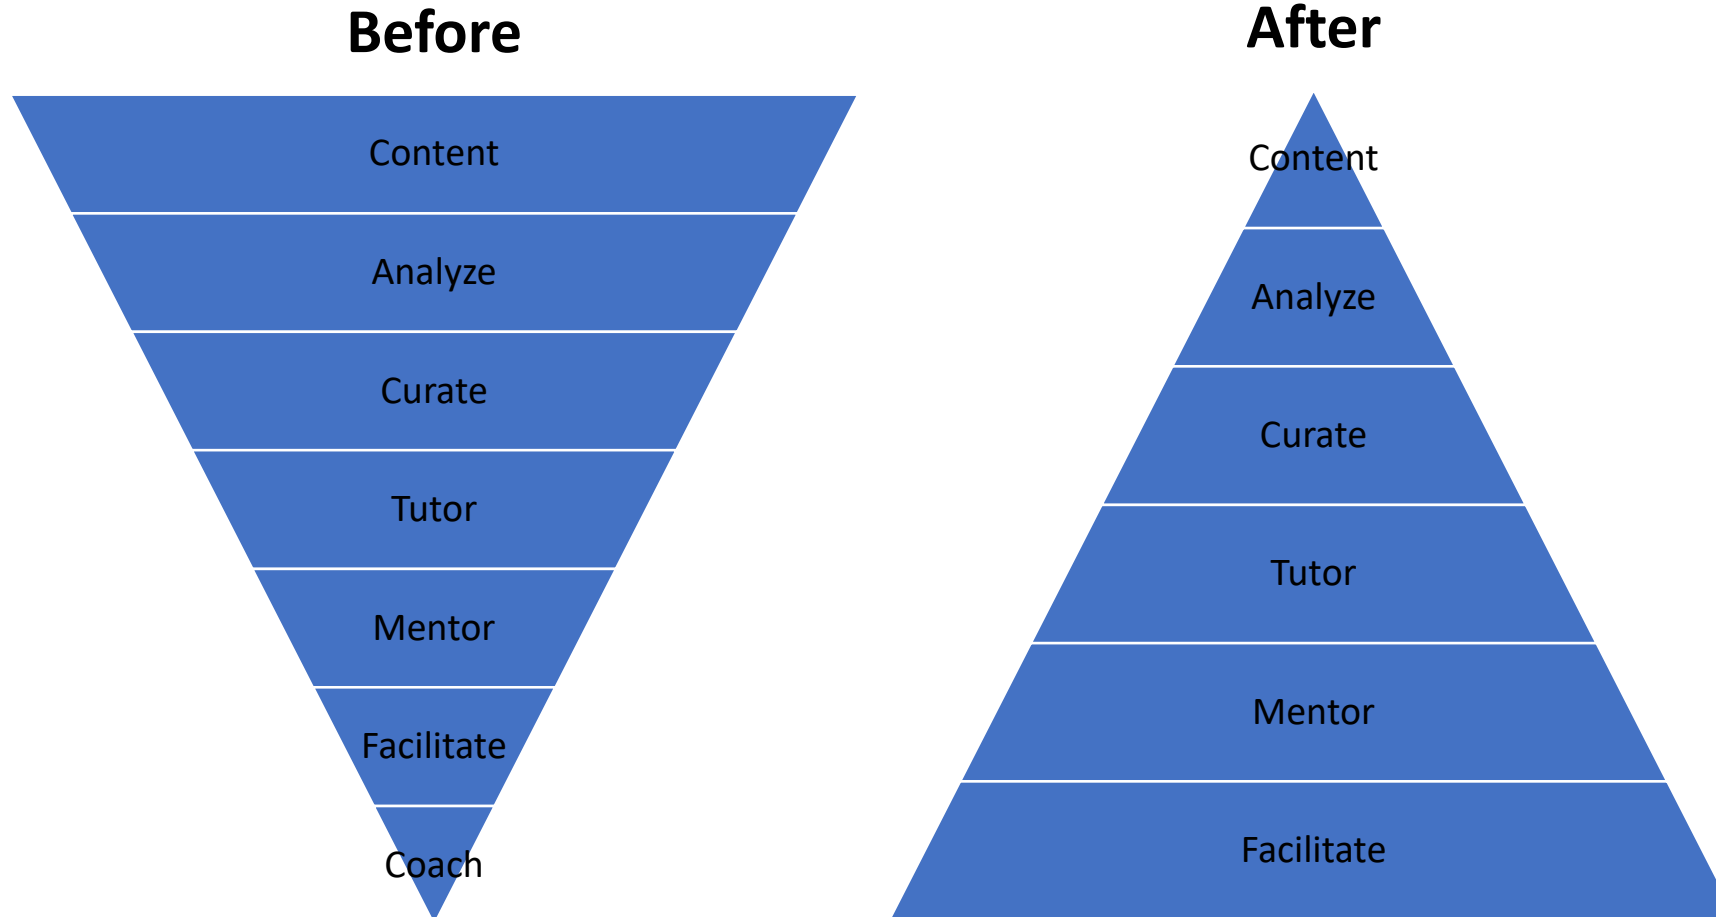 Before
Content
Analyze
Curate
Tutor
Mentor
Facilitate
Coach
After
Content
Analyze
Curate
Tutor
Mentor
Facilitate